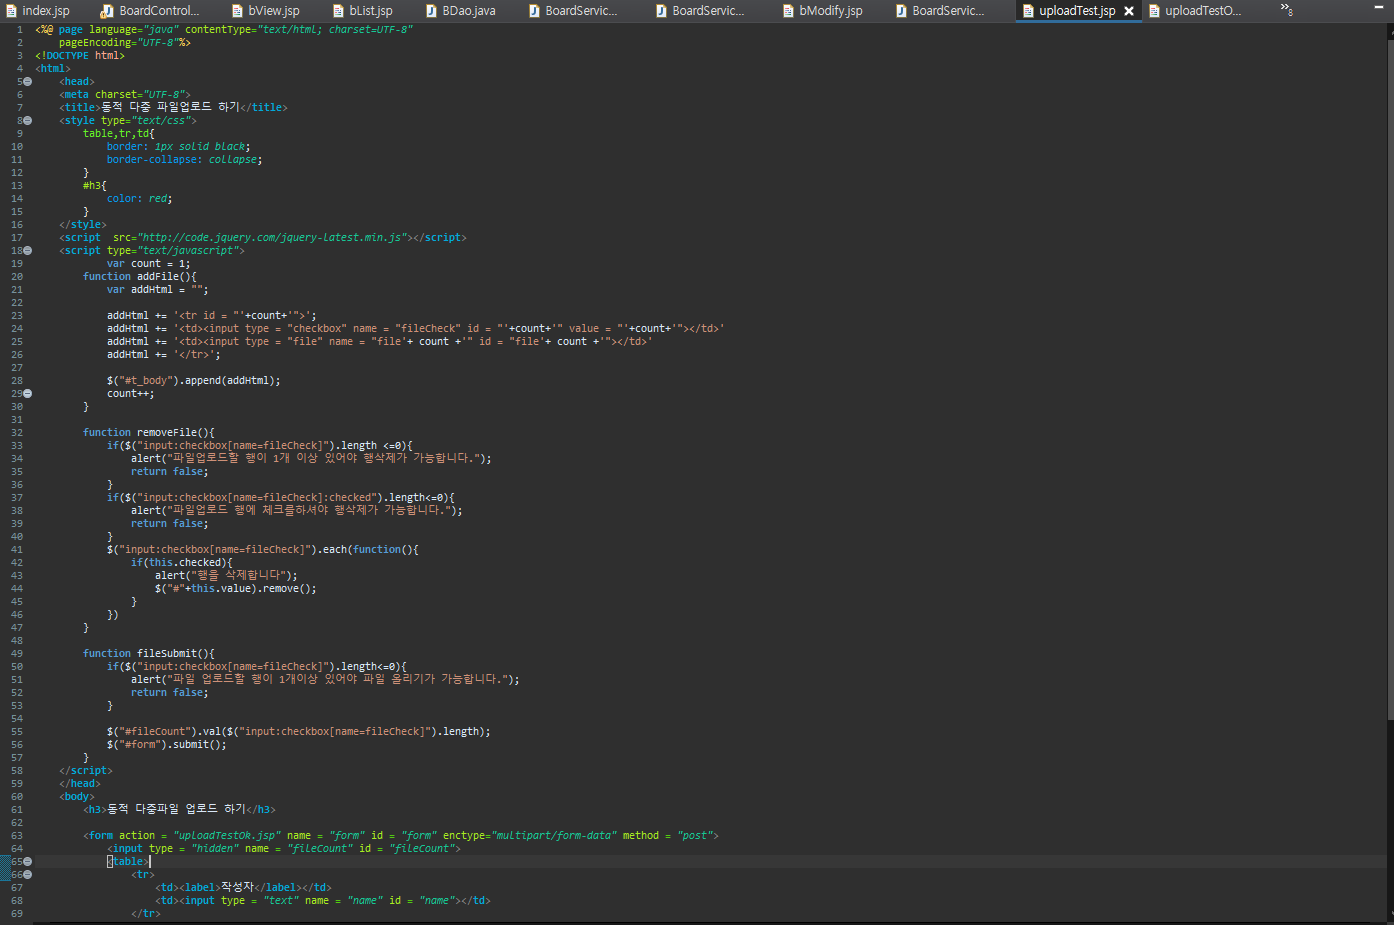 index.jsp BoardControl... bView.jsp bList.jsp BDao.java BoardServic... BoardServic... bModify.jsp BoardServic... uploadTest.jsp uploadTestO... »8
1 <%@ page language="java" contentType="text/html; charset=UTF-8"
2 pageEncoding="UTF-8"%>
3 <!DOCTYPE html>
4 <html>
5 <head>
6 <meta charset="UTF-8">
7 <title>동적 다중 파일업로드 하기</title>
8 <style type="text/css">
9 table,tr,td{
10 border: 1px solid black;
11 border-collapse: collapse;
12 }
13 #h3{
14 color: red;
15 }
16 </style>
17 <script  src="http://code.jquery.com/jquery-latest.min.js"></script>
18 <script type="text/javascript">
19 var count = 1;
20 function addFile(){
21 var addHtml = "";
22
23 addHtml += '<tr id = "'+count+'">';
24 addHtml += '<td><input type = "checkbox" name = "fileCheck" id = "'+count+'" value = "'+count+'"></td>'
25 addHtml += '<td><input type = "file" name = "file'+ count +'" id = "file'+ count +'"></td>'
26 addHtml += '</tr>';
27
28 $("#t_body").append(addHtml);
29 count++;
30 }
31
32 function removeFile(){
33 if($("input:checkbox[name=fileCheck]").length <=0){
34 alert("파일업로드할 행이 1개 이상 있어야 행삭제가 가능합니다.");
35 return false;
36 }
37 if($("input:checkbox[name=fileCheck]:checked").length<=0){
38 alert("파일업로드 행에 체크를하셔야 행삭제가 가능합니다.");
39 return false;
40 }
41 $("input:checkbox[name=fileCheck]").each(function(){
42 if(this.checked){
43 alert("행을 삭제합니다");
44 $("#"+this.value).remove();
45 }
46 })
47 }
48
49 function fileSubmit(){
50 if($("input:checkbox[name=fileCheck]").length<=0){
51 alert("파일 업로드할 행이 1개이상 있어야 파일 올리기가 가능합니다.");
52 return false;
53 }
54
55 $("#fileCount").val($("input:checkbox[name=fileCheck]").length);
56 $("#form").submit();
57 }
58 </script>
59 </head>
60 <body>
61 <h3>동적 다중파일 업로드 하기</h3>
62
63 <form action = "uploadTestOk.jsp" name = "form" id = "form" enctype="multipart/form-data" method = "post">
64 <input type = "hidden" name = "fileCount" id = "fileCount">
65 <table>
66 <tr>
67 <td><label>작성자</label></td>
68 <td><input type = "text" name = "name" id = "name"></td>
69 </tr>